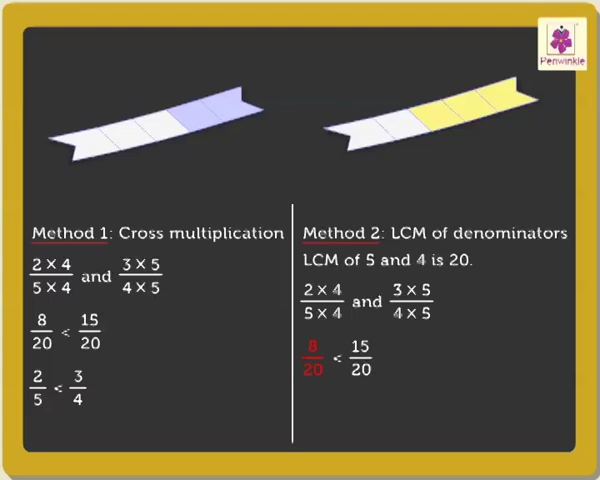 Periwinkle
Method 1: Cross multiplication
2 × 4 / 5 × 4 and 3 × 5 / 4 × 5
8/20 < 15/20
2/5 < 3/4
Method 2: LCM of denominators
LCM of 5 and 4 is 20.
2 × 4 / 5 × 4 and 3 × 5 / 4 × 5
8/20 < 15/20